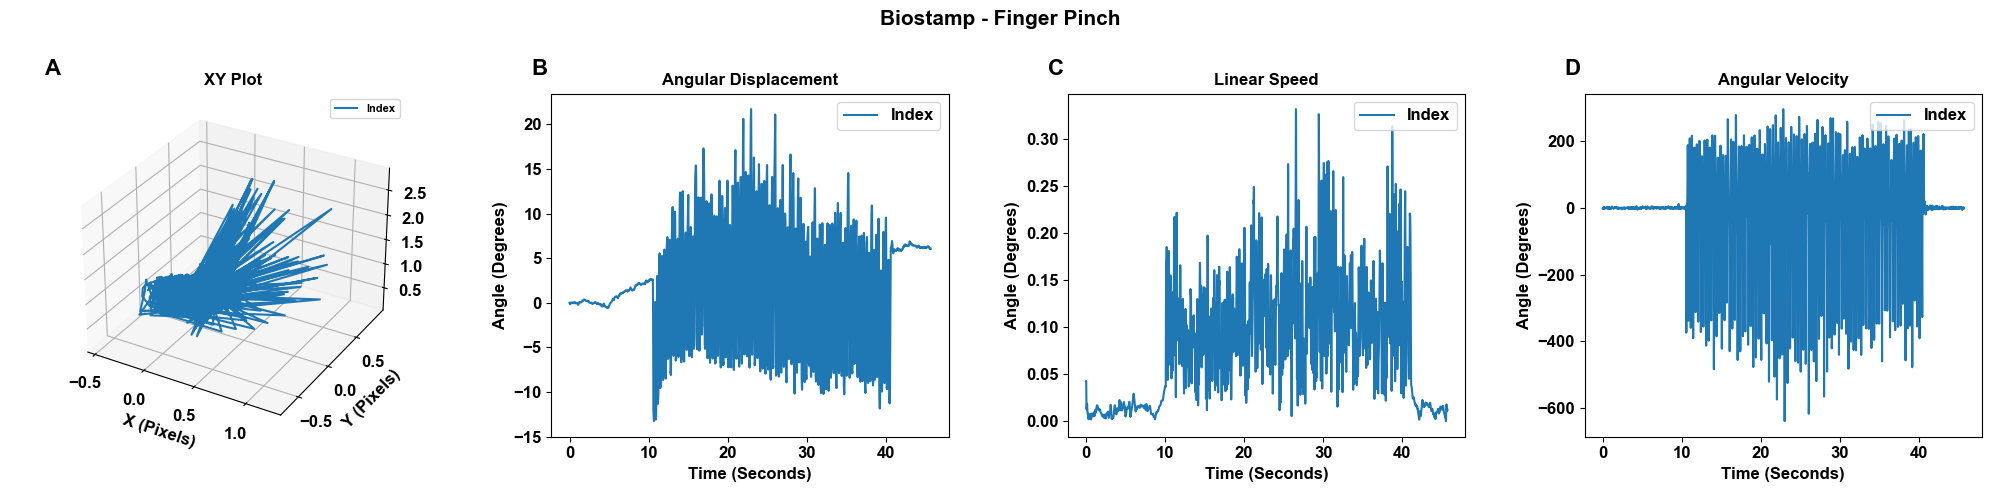 Biostamp - Finger Pinch
A
XY Plot
Index
2.5
2.0
1.5
1.0
0.5
−0.5
0.0
0.5
1.0
X (Pixels)
−0.5
0.0
0.5
Y (Pixels)
B
Angular Displacement
Index
Angle (Degrees)
20
15
10
5
0
−5
−10
−15
0 10 20 30 40
Time (Seconds)
C
Linear Speed
Index
Angle (Degrees)
0.30
0.25
0.20
0.15
0.10
0.05
0.00
0 10 20 30 40
Time (Seconds)
D
Angular Velocity
Index
Angle (Degrees)
200
0
−200
−400
−600
0 10 20 30 40
Time (Seconds)